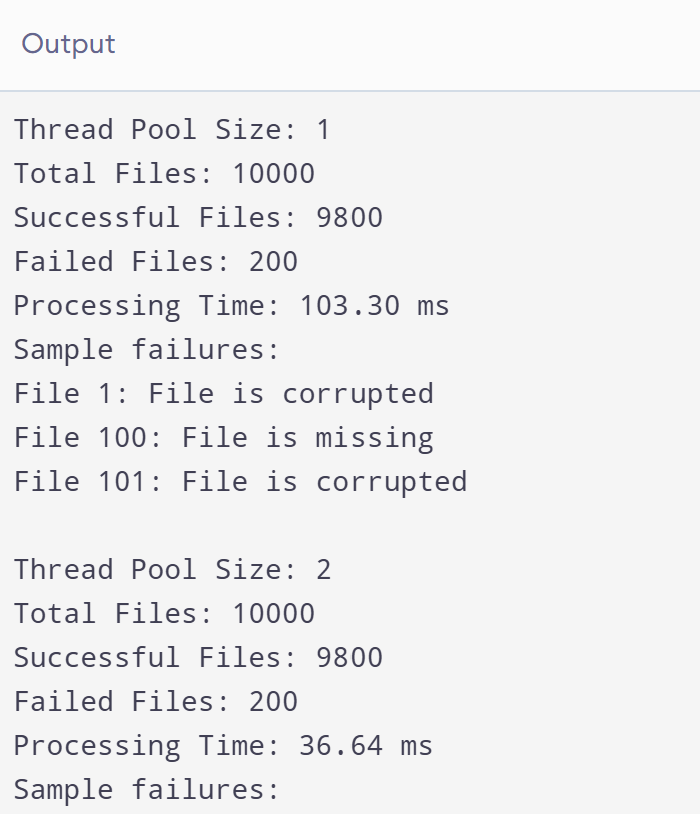 Output
Thread Pool Size: 1
Total Files: 10000
Successful Files: 9800
Failed Files: 200
Processing Time: 103.30 ms
Sample failures:
File 1: File is corrupted
File 100: File is missing
File 101: File is corrupted
Thread Pool Size: 2
Total Files: 10000
Successful Files: 9800
Failed Files: 200
Processing Time: 36.64 ms
Sample failures: